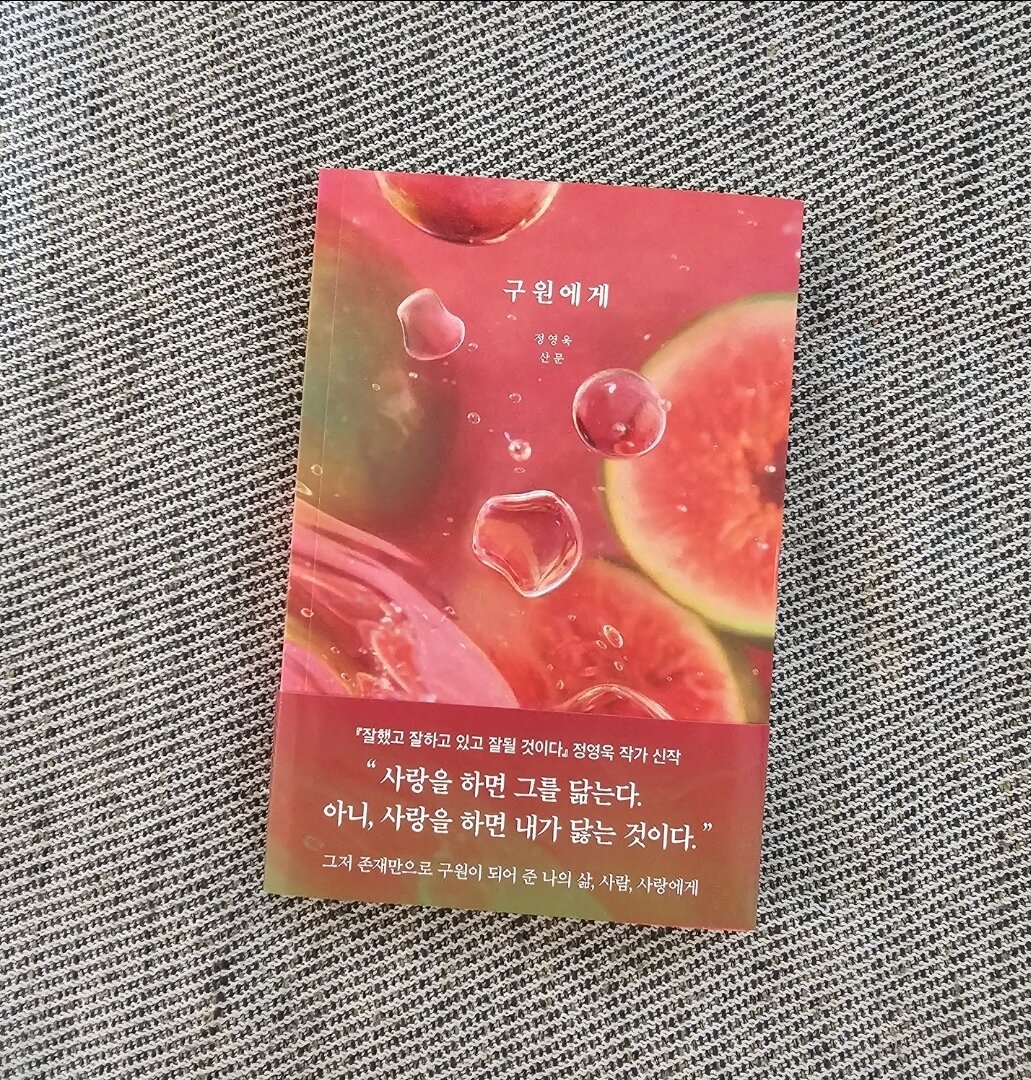 구원에게
정영욱
산문
『잘했고 잘하고 있고 잘될 것이다』 정영욱 작가 신작
“ 사랑을 하면 그를 닮는다.
아니, 사랑을 하면 내가 닳는 것이다.”
그저 존재만으로 구원이 되어 준 나의 삶, 사람, 사랑에게